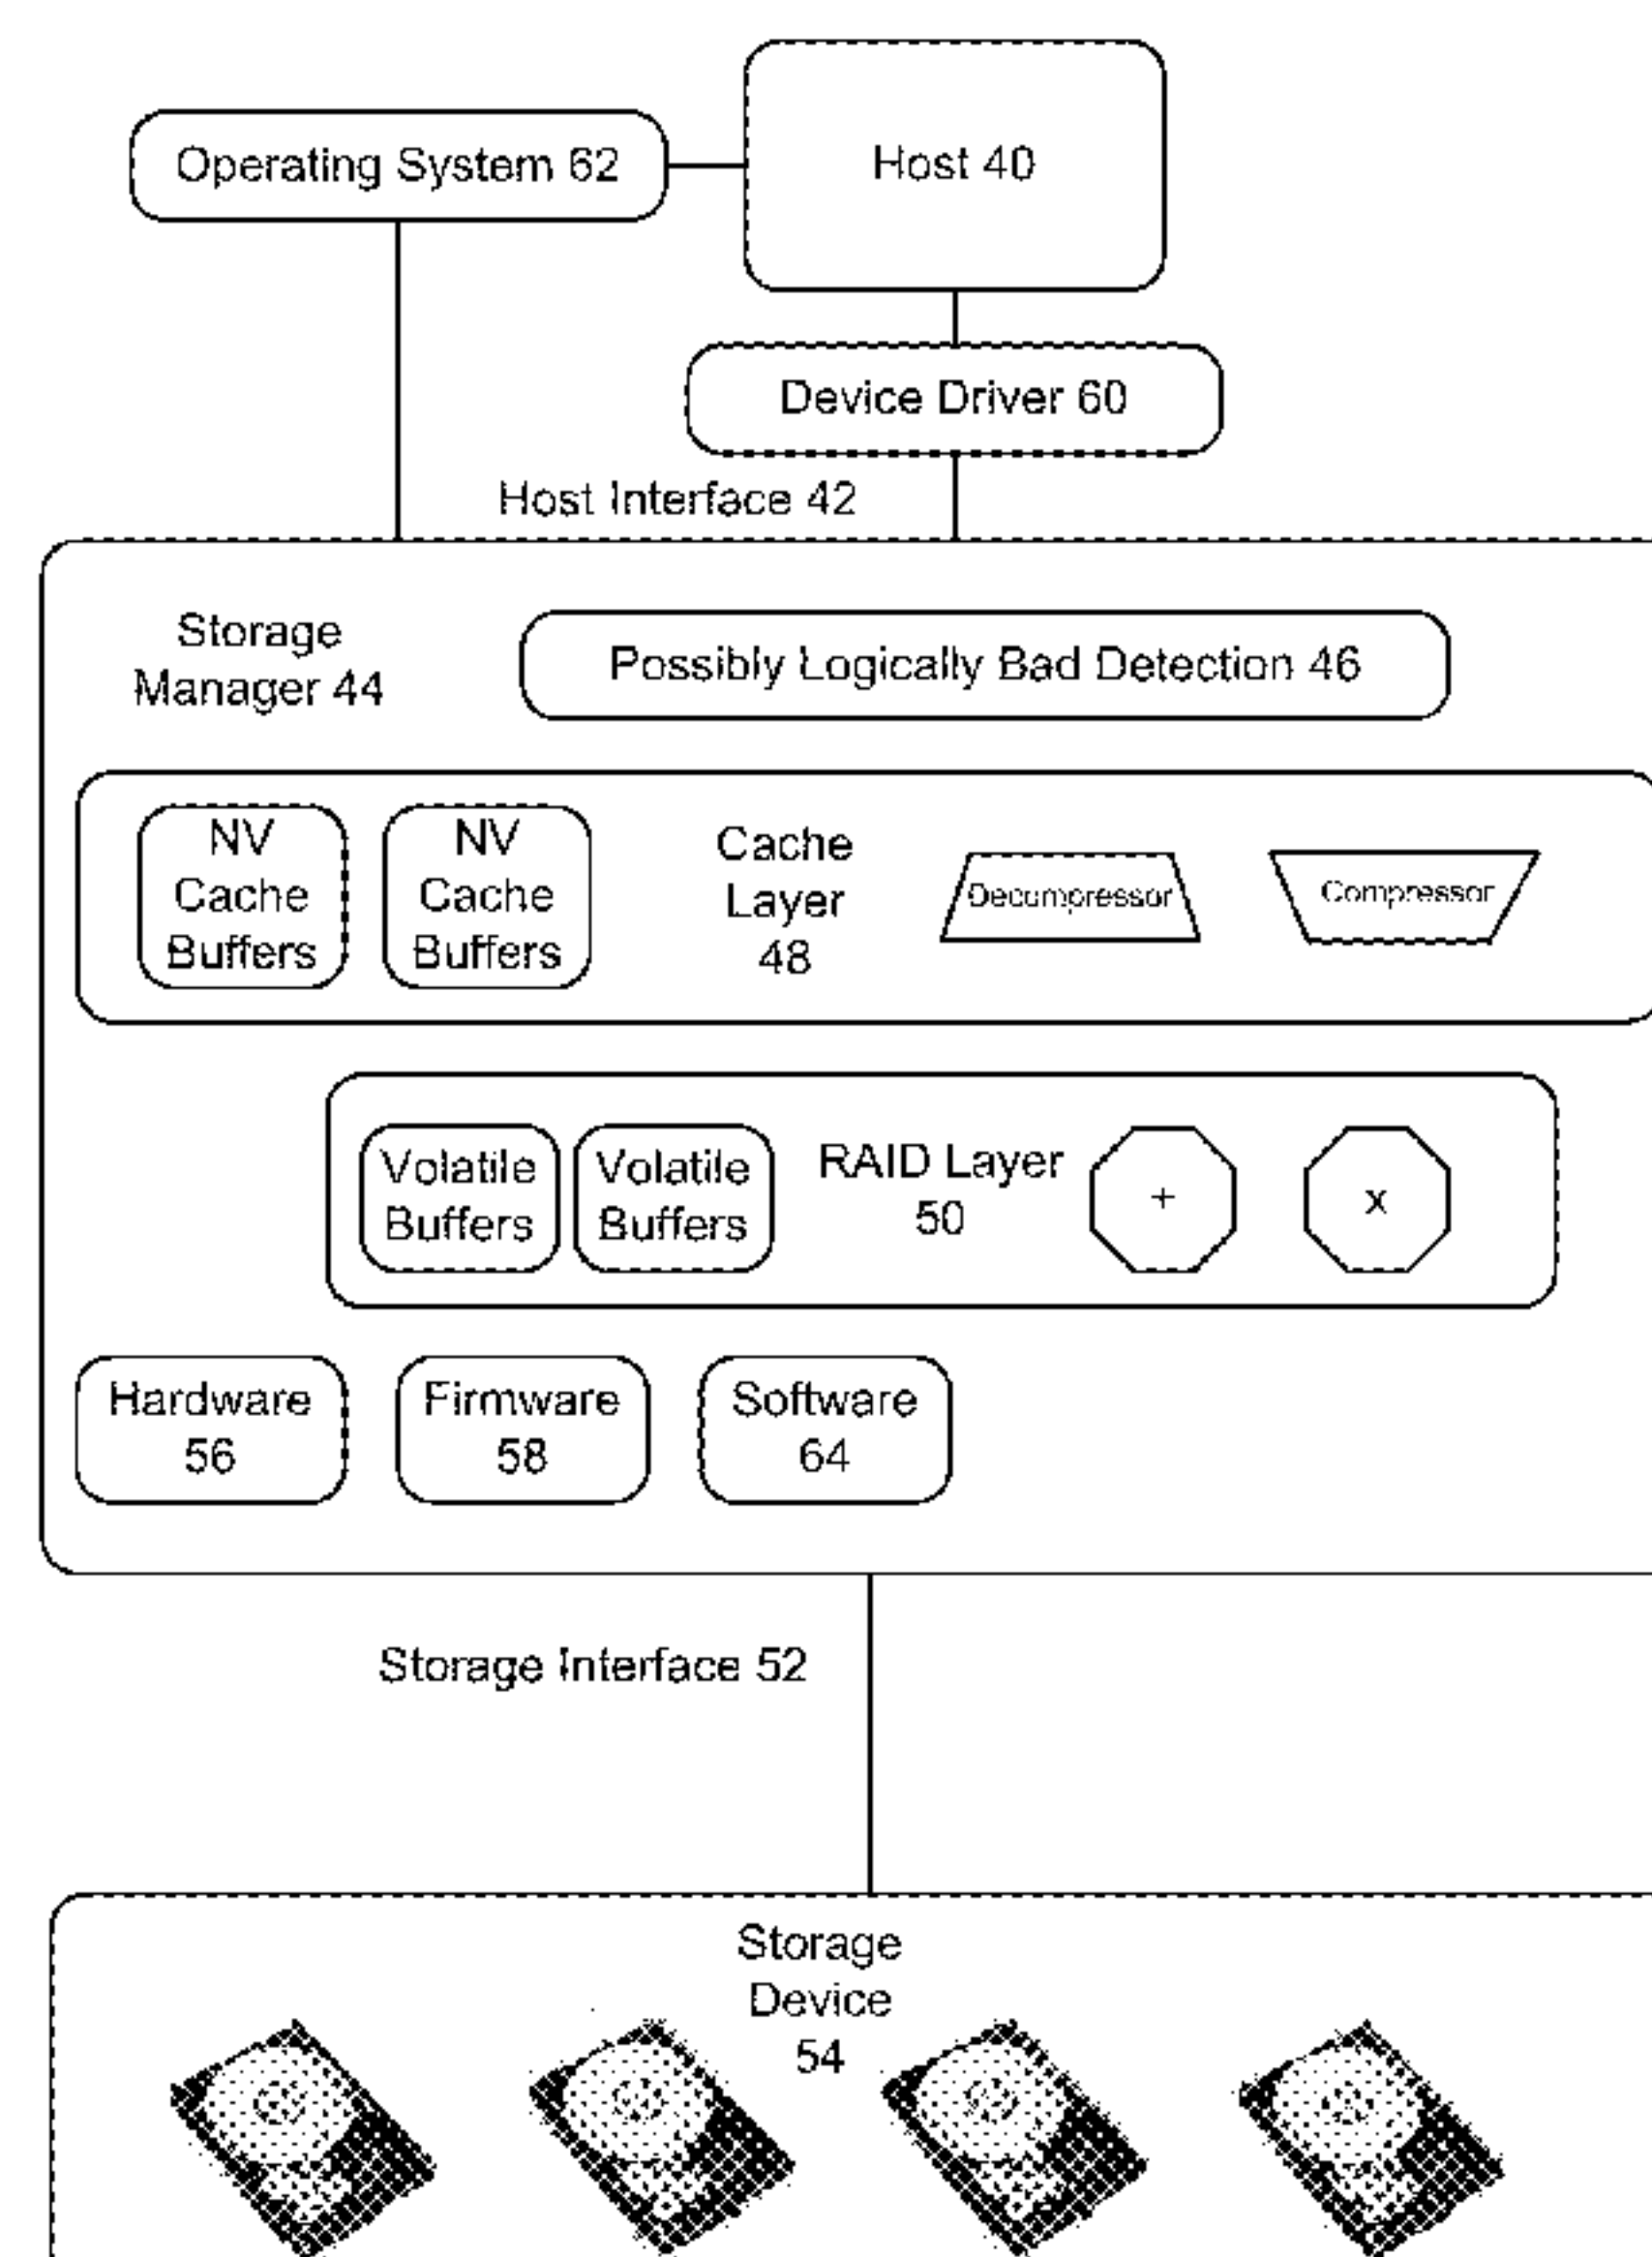 Operating System 62
Host 40
Device Driver 60
Host Interface 42
Storage
Manager 44
Possibly Logically Bad Detection 46
NV
Cache
Buffers
NV
Cache
Buffers
Cache
Layer
48
Decompressor
Compressor
Volatile
Buffers
Volatile
Buffers
RAID Layer
50
+
x
Hardware
56
Firmware
58
Software
64
Storage Interface 52
Storage
Device
54